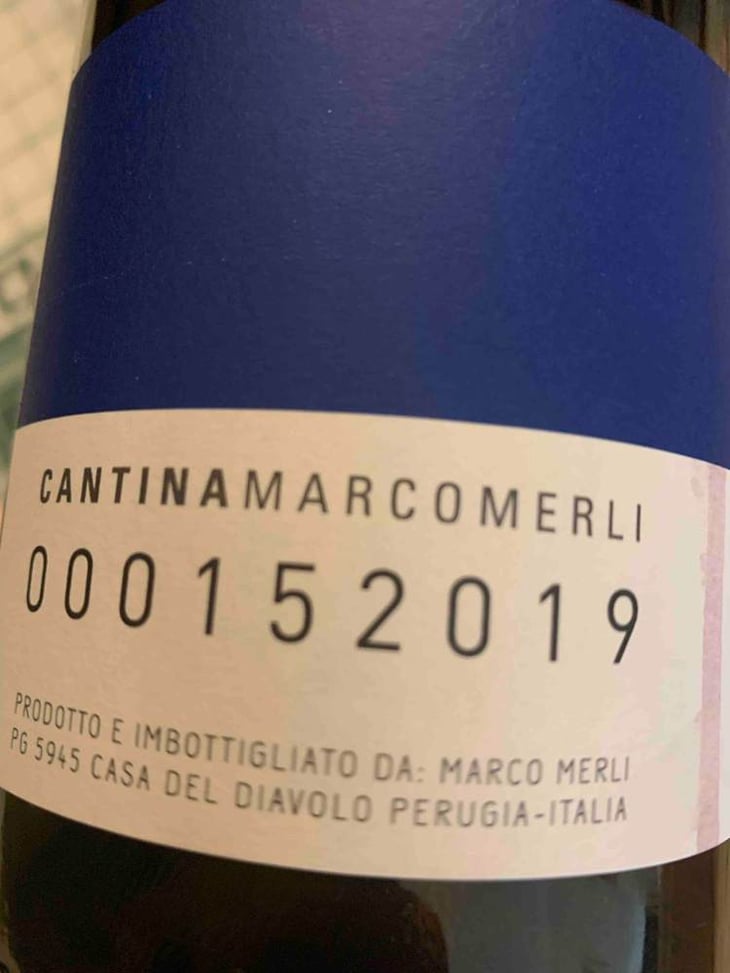 CANTINAMARCOMERLI
000152019
PRODOTTO E IMBOTTIGLIATO DA: MARCO MERLI
PG 5945 CASA DEL DIAVOLO PERUGIA-ITALIA